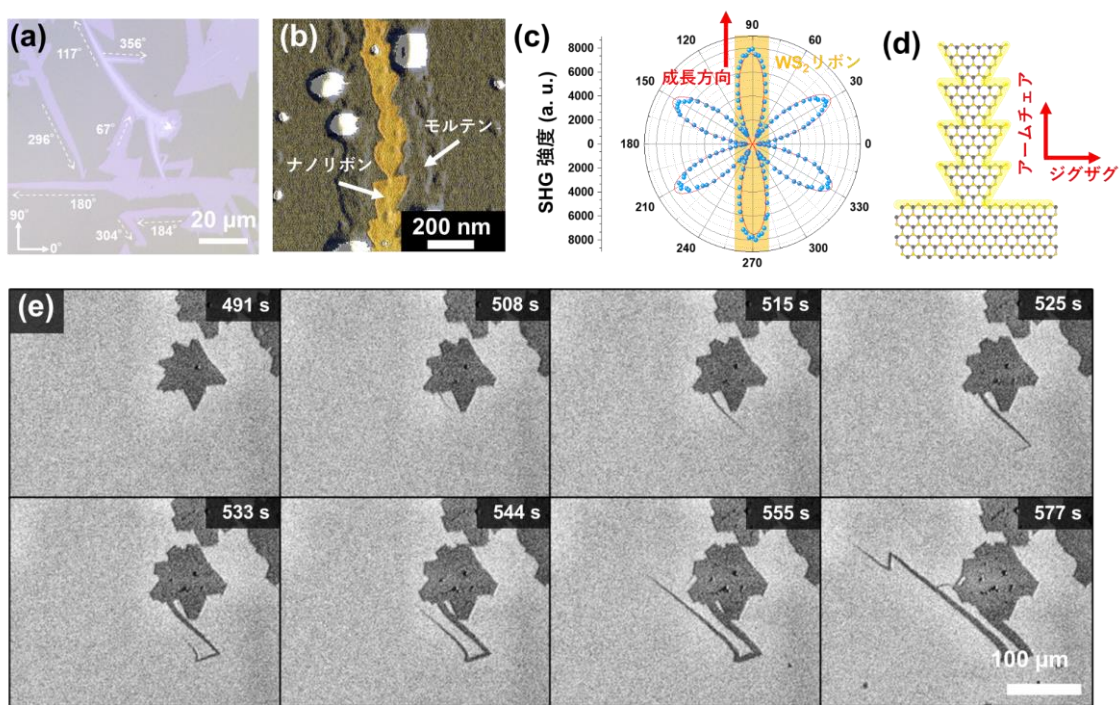 (a)
117°
356°
296°
67°
180°
90°
0°
304°
184°
20 μm
(b)
モルテン
ナノリボン
200 nm
(c)
SHG 強度 (a. u.)
8000
6000
4000
2000
0
2000
4000
6000
8000
90
120
60
成長方向
WS₂リボン
150
30
180
0
210
330
240
300
270
(d)
アームチェア
ジグザグ
(e)
491 s
508 s
515 s
525 s
533 s
544 s
555 s
577 s
100 μm